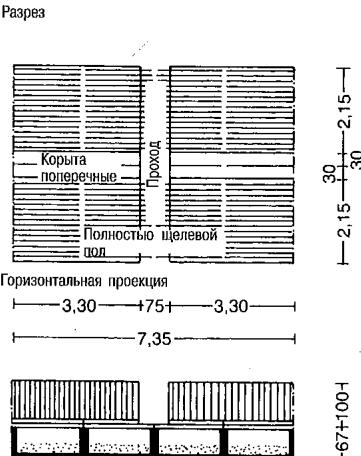 Разрез
Корыта
поперечные
Проход
Полностью щелевой
пол
2,15
30
30
2,15
Горизонтальная проекция
3,30
75
3,30
7,35
67
100